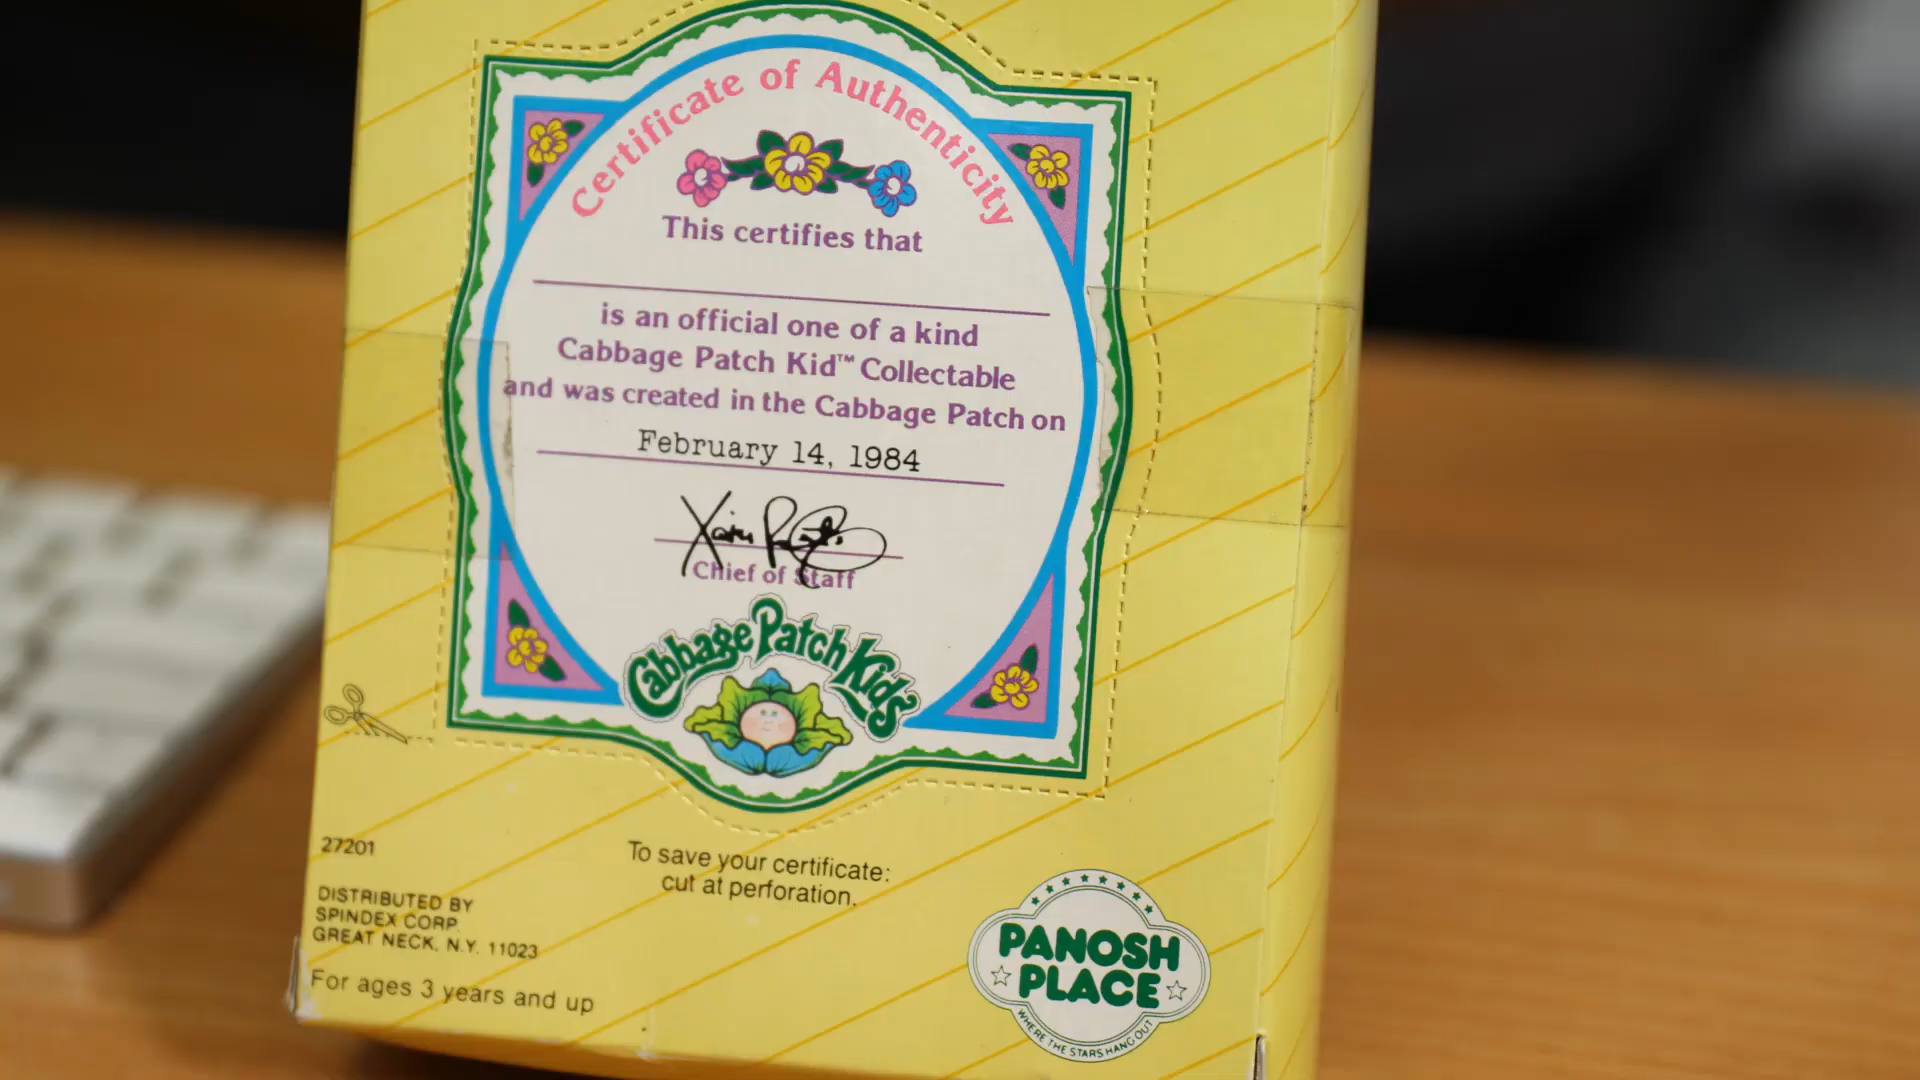 Certificate of Authenticity
This certifies that
is an official one of a kind
Cabbage Patch Kid™ Collectable
and was created in the Cabbage Patch on
February 14, 1984
Chief of Staff
Cabbage Patch Kids
27201
DISTRIBUTED BY
SPINDEX CORP.
GREAT NECK, N.Y. 11023
For ages 3 years and up
To save your certificate:
cut at perforation.
PANOSH
PLACE
WHERE THE STARS HANG OUT